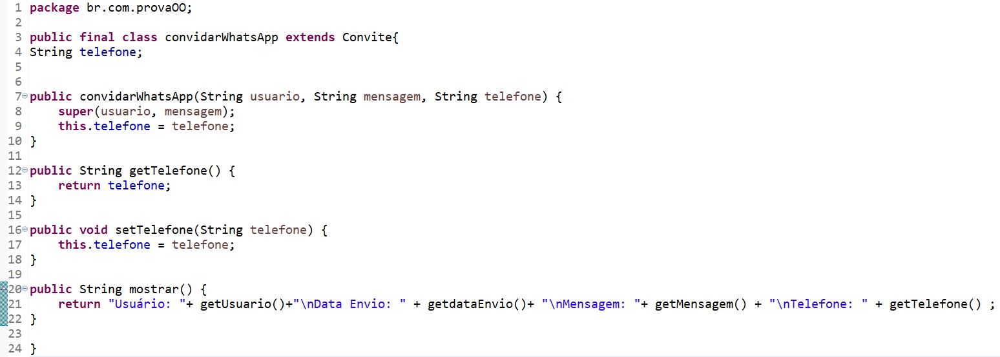 1 package br.com.provaOO;
2
3 public final class convidarWhatsApp extends Convite{
4 String telefone;
5
6
7 public convidarWhatsApp(String usuario, String mensagem, String telefone) {
8     super(usuario, mensagem);
9     this.telefone = telefone;
10 }
11
12 public String getTelefone() {
13     return telefone;
14 }
15
16 public void setTelefone(String telefone) {
17     this.telefone = telefone;
18 }
19
20 public String mostrar() {
21     return "Usuário: "+ getUsuario()+"\nData Envio: " + getdataEnvio()+ "\nMensagem: "+ getMensagem() + "\nTelefone: " + getTelefone() ;
22 }
23
24 }